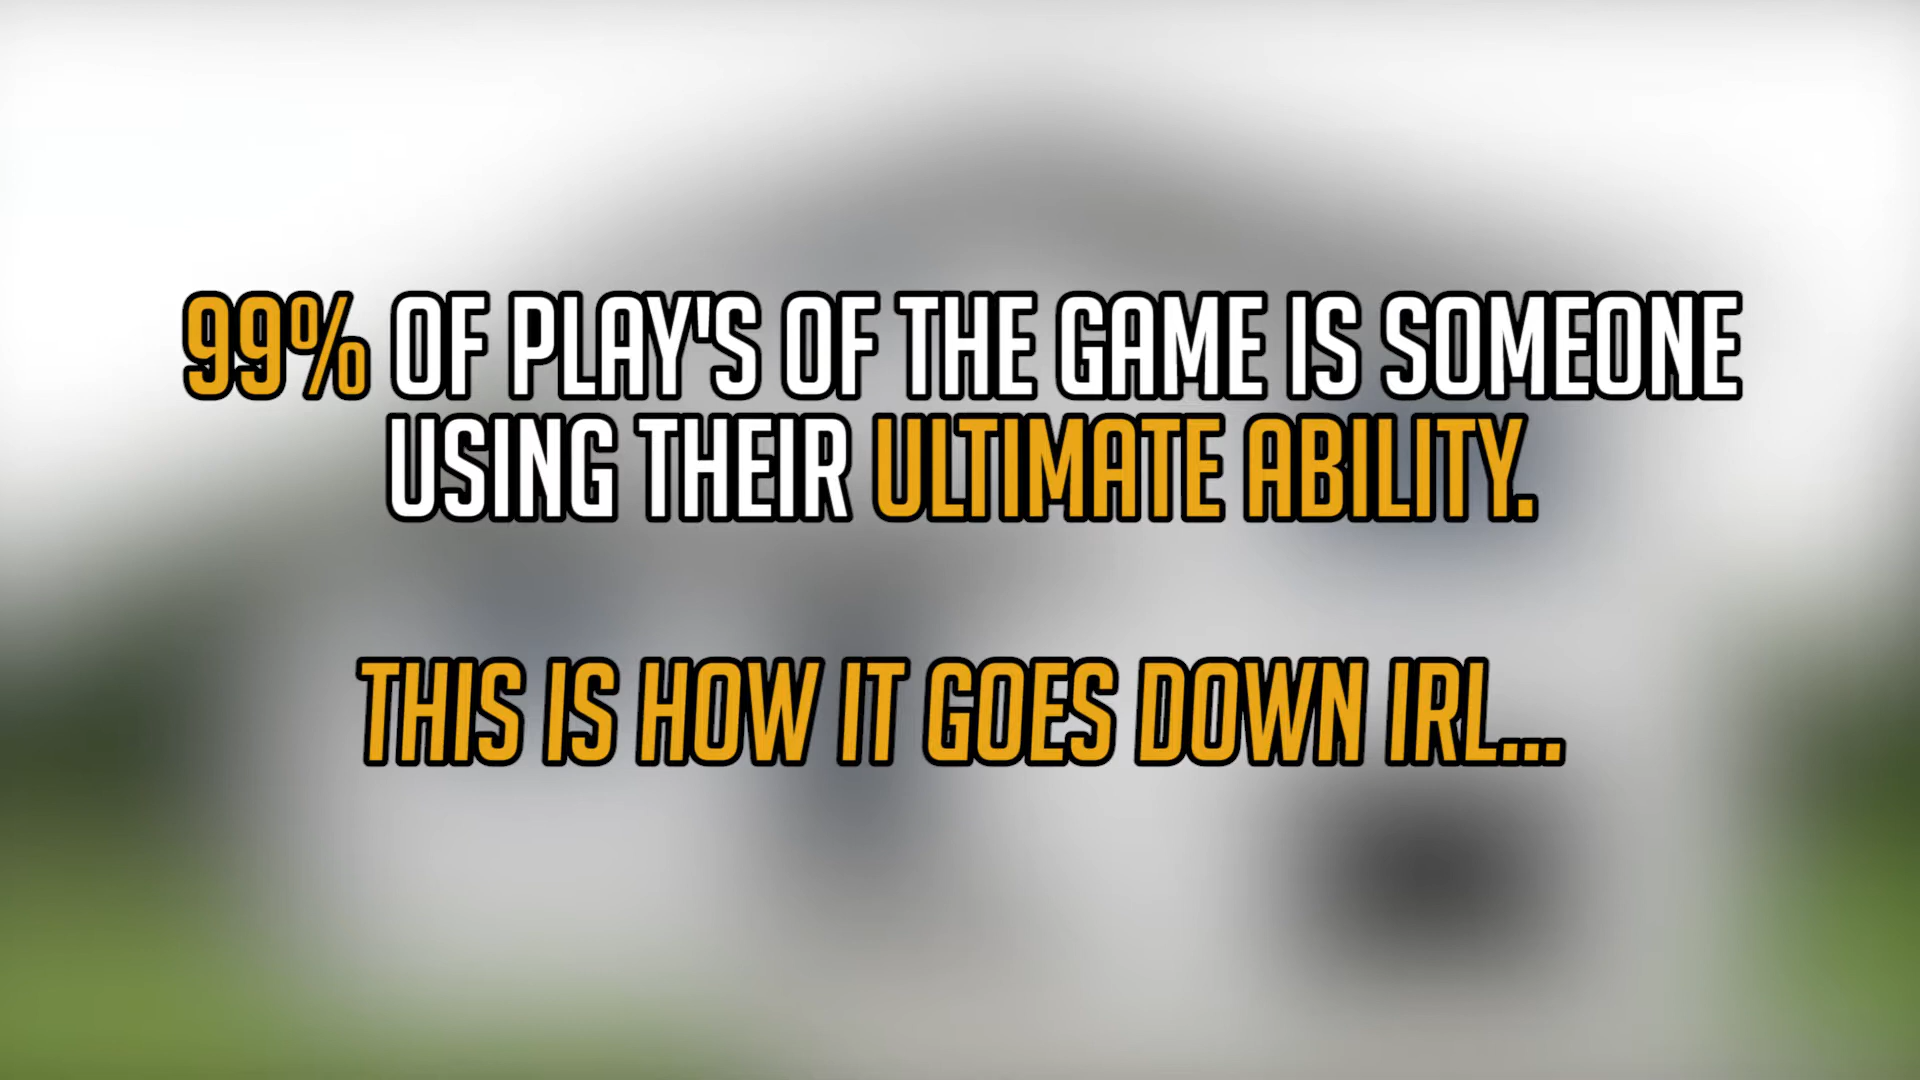 99% OF PLAY'S OF THE GAME IS SOMEONE
USING THEIR ULTIMATE ABILITY.
THIS IS HOW IT GOES DOWN IRL...